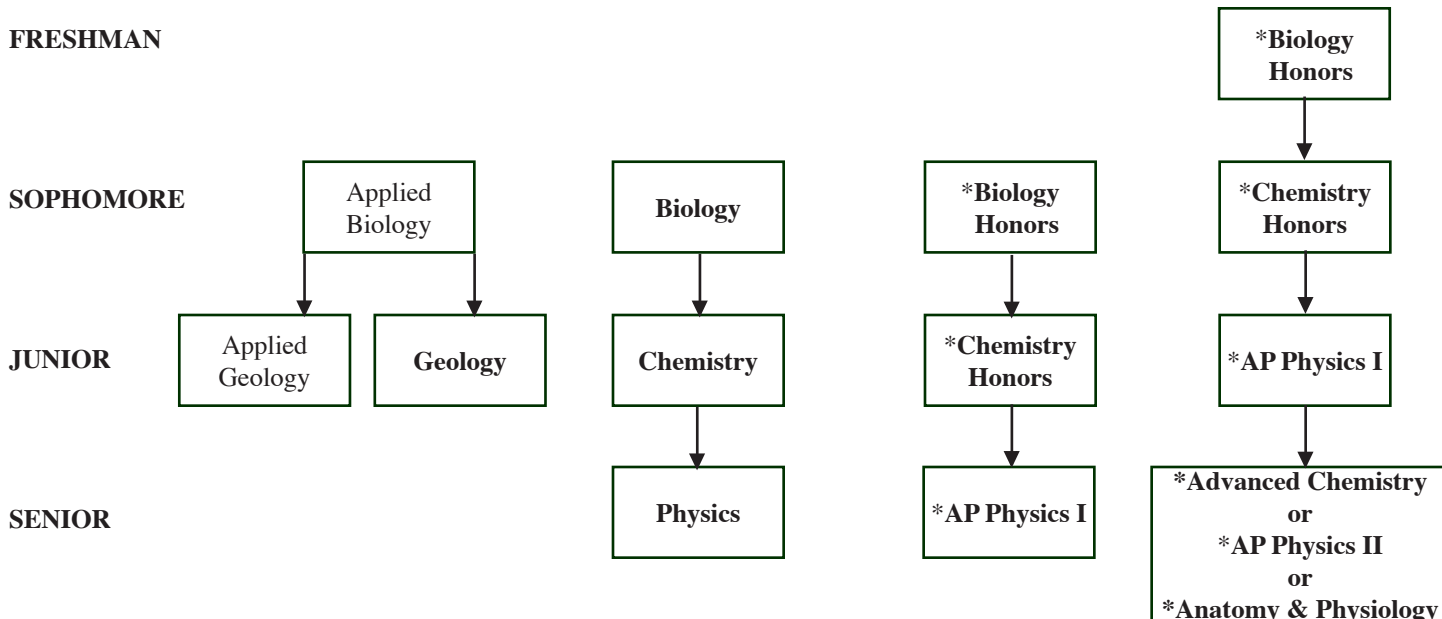 FRESHMAN
*Biology
Honors
SOPHOMORE
Applied
Biology
Biology
*Biology
Honors
*Chemistry
Honors
JUNIOR
Applied
Geology
Geology
Chemistry
*Chemistry
Honors
*AP Physics I
SENIOR
Physics
*AP Physics I
*Advanced Chemistry
or
*AP Physics II
or
*Anatomy & Physiology